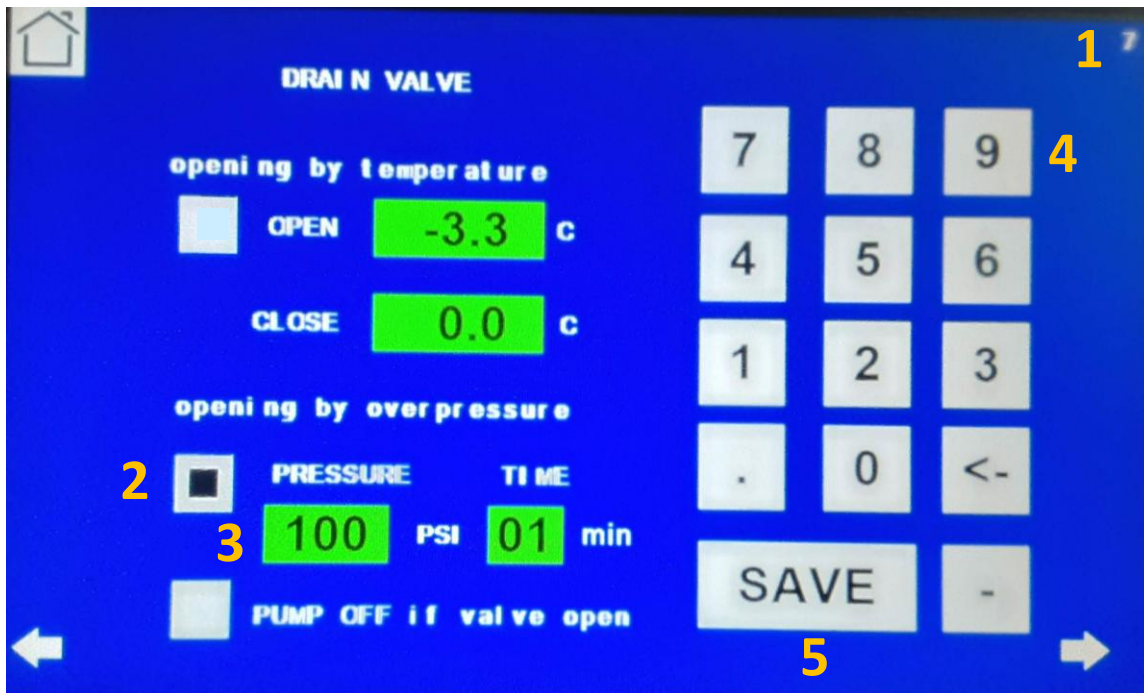 1 7
DRAIN VALVE
opening by temperature
OPEN -3.3 C
CLOSE 0.0 C
opening by overpressure
2 PRESSURE TIME
3 100 PSI 01 min
PUMP OFF if valve open
7 8 9 4
4 5 6
1 2 3
. 0 <-
SAVE -
5